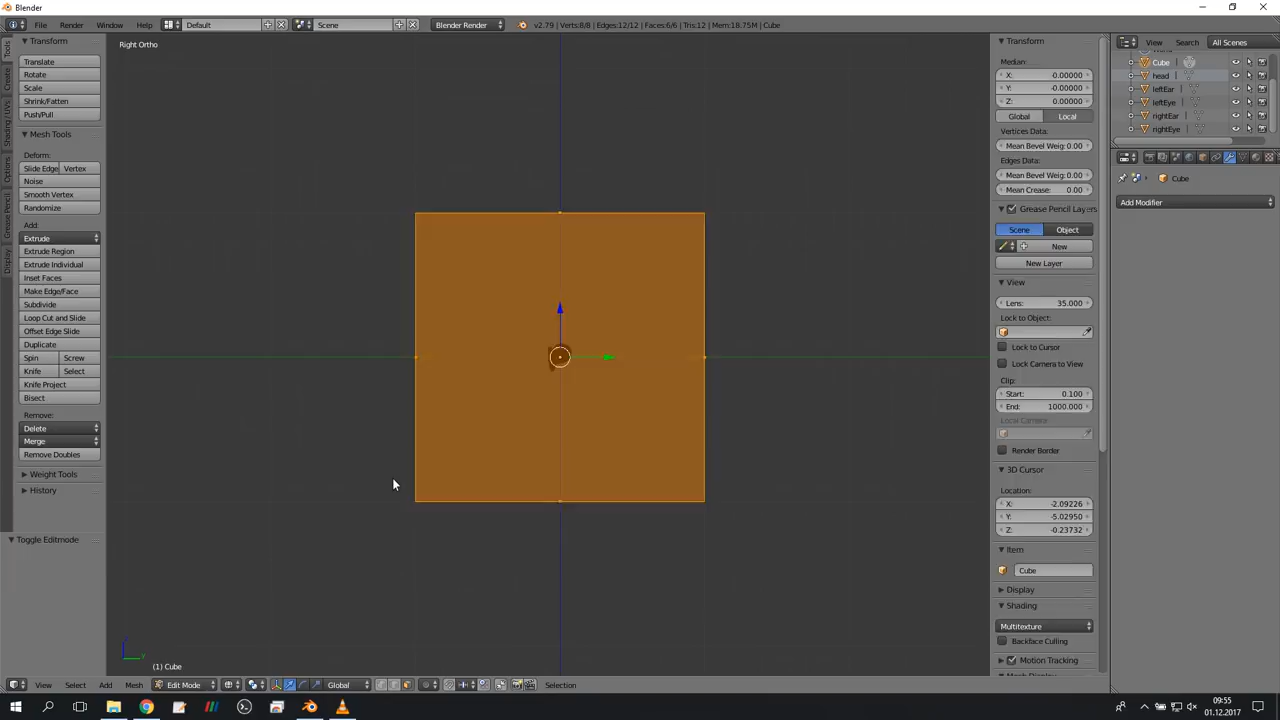 Blender
File Render Window Help Default Scene Blender Render v2.79 | Verts:8/8 | Edges:12/12 | Faces:6/6 | Tris:12 | Mem:18.75M | Cube View Search All Scenes
Right Ortho
Tools
Create
Shading / UVs
Options
Grease Pencil
Display
Transform
Translate
Rotate
Scale
Shrink/Fatten
Push/Pull
Mesh Tools
Deform:
Slide Edge Vertex
Noise
Smooth Vertex
Randomize
Add:
Extrude
Extrude Region
Extrude Individual
Inset Faces
Make Edge/Face
Subdivide
Loop Cut and Slide
Offset Edge Slide
Duplicate
Spin Screw
Knife Select
Knife Project
Bisect
Remove:
Delete
Merge
Remove Doubles
Weight Tools
History
Toggle Editmode
(1) Cube
Transform
Median:
X: -0.00000
Y: -0.00000
Z: 0.00000
Global Local
Vertices Data:
Mean Bevel Weig: 0.00
Edges Data:
Mean Bevel Weig: 0.00
Mean Crease: 0.00
Grease Pencil Layers
Scene Object
New
New Layer
View
Lens: 35.000
Lock to Object:
Lock to Cursor
Lock Camera to View
Clip:
Start: 0.100
End: 1000.000
Local Camera:
Render Border
3D Cursor
Location:
X: -2.09226
Y: -5.02950
Z: -0.23732
Item
Cube
Display
Shading
Multitexture
Backface Culling
Motion Tracking
Cube
head
leftEar
leftEye
rightEar
rightEye
Cube
Add Modifier
View Select Add Mesh Edit Mode Global Selection
09:55
01.12.2017